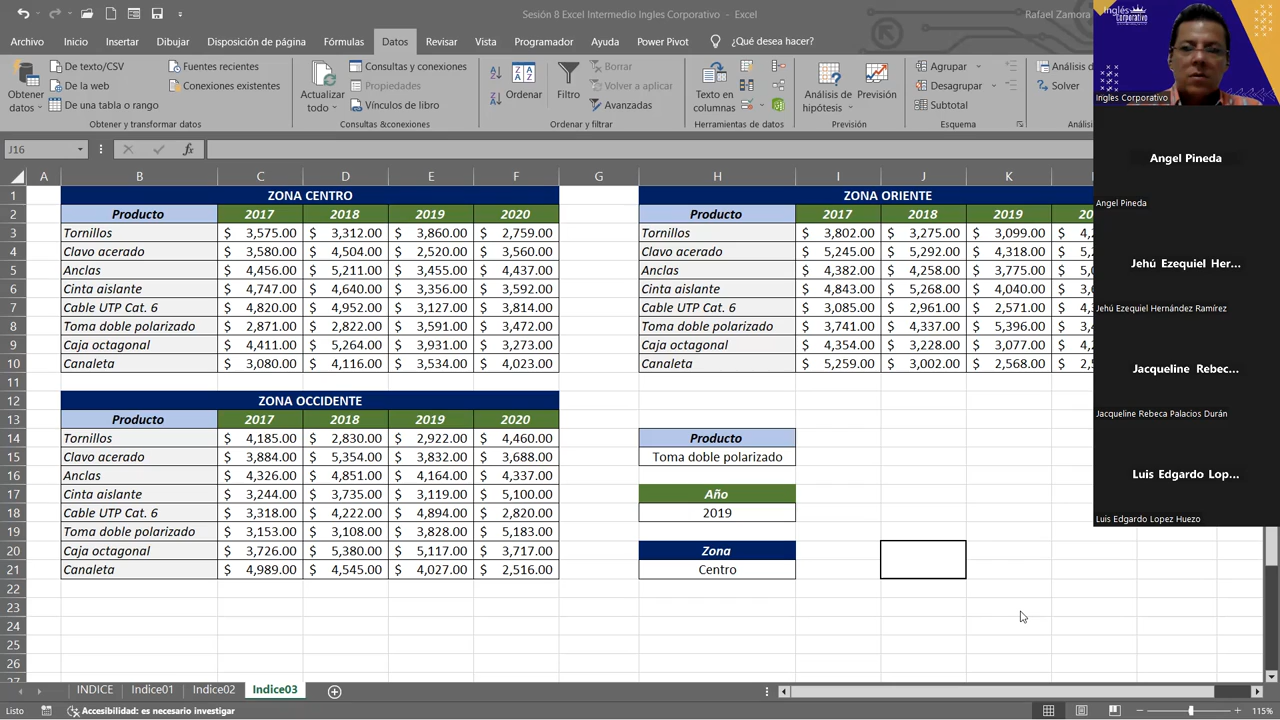 Sesión 8 Excel Intermedio Ingles Corporativo - Excel
Rafael Zamora
Archivo Inicio Insertar Dibujar Disposición de página Fórmulas Datos Revisar Vista Programador Ayuda Power Pivot ¿Qué desea hacer?
Obtener datos
De texto/CSV
De la web
De una tabla o rango
Fuentes recientes
Conexiones existentes
Obtener y transformar datos
Actualizar todo
Consultas y conexiones
Propiedades
Vínculos de libro
Consultas&conexiones
Ordenar
Filtro
Borrar
Volver a aplicar
Avanzadas
Ordenar y filtrar
Texto en columnas
Herramientas de datos
Análisis de hipótesis
Previsión
Previsión
Agrupar
Desagrupar
Subtotal
Esquema
Análisis d
Solver
Anális
J16
A B C D E F G H I J K
1 ZONA CENTRO ZONA ORIENTE
2 Producto 2017 2018 2019 2020 Producto 2017 2018 2019 20
3 Tornillos $ 3,575.00 $ 3,312.00 $ 3,860.00 $ 2,759.00 Tornillos $ 3,802.00 $ 3,275.00 $ 3,099.00 $
4 Clavo acerado $ 3,580.00 $ 4,504.00 $ 2,520.00 $ 3,560.00 Clavo acerado $ 5,245.00 $ 5,292.00 $ 4,318.00 $
5 Anclas $ 4,456.00 $ 5,211.00 $ 3,455.00 $ 4,437.00 Anclas $ 4,382.00 $ 4,258.00 $ 3,775.00 $
6 Cinta aislante $ 4,747.00 $ 4,640.00 $ 3,356.00 $ 3,592.00 Cinta aislante $ 4,843.00 $ 5,268.00 $ 4,040.00 $
7 Cable UTP Cat. 6 $ 4,820.00 $ 4,952.00 $ 3,127.00 $ 3,814.00 Cable UTP Cat. 6 $ 3,085.00 $ 2,961.00 $ 2,571.00 $
8 Toma doble polarizado $ 2,871.00 $ 2,822.00 $ 3,591.00 $ 3,472.00 Toma doble polarizado $ 3,741.00 $ 4,337.00 $ 5,396.00 $
9 Caja octagonal $ 4,411.00 $ 5,264.00 $ 3,931.00 $ 3,273.00 Caja octagonal $ 4,354.00 $ 3,228.00 $ 3,077.00 $
10 Canaleta $ 3,080.00 $ 4,116.00 $ 3,534.00 $ 4,023.00 Canaleta $ 5,259.00 $ 3,002.00 $ 2,568.00 $
11
12 ZONA OCCIDENTE
13 Producto 2017 2018 2019 2020
14 Tornillos $ 4,185.00 $ 2,830.00 $ 2,922.00 $ 4,460.00 Producto
15 Clavo acerado $ 3,884.00 $ 5,354.00 $ 3,832.00 $ 3,688.00 Toma doble polarizado
16 Anclas $ 4,326.00 $ 4,851.00 $ 4,164.00 $ 4,337.00
17 Cinta aislante $ 3,244.00 $ 3,735.00 $ 3,119.00 $ 5,100.00 Año
18 Cable UTP Cat. 6 $ 3,318.00 $ 4,222.00 $ 4,894.00 $ 2,820.00 2019
19 Toma doble polarizado $ 3,153.00 $ 3,108.00 $ 3,828.00 $ 5,183.00
20 Caja octagonal $ 3,726.00 $ 5,380.00 $ 5,117.00 $ 3,717.00 Zona
21 Canaleta $ 4,989.00 $ 4,545.00 $ 4,027.00 $ 2,516.00 Centro
22
23
24
25
26
INDICE Indice01 Indice02 Indice03
Listo Accesibilidad: es necesario investigar 115%
Inglés Corporativo
Ingles Corporativo
Angel Pineda
Angel Pineda
Jehú Ezequiel Her...
Jehú Ezequiel Hernández Ramírez
Jacqueline Rebec...
Jacqueline Rebeca Palacios Durán
Luis Edgardo Lop...
Luis Edgardo Lopez Huezo